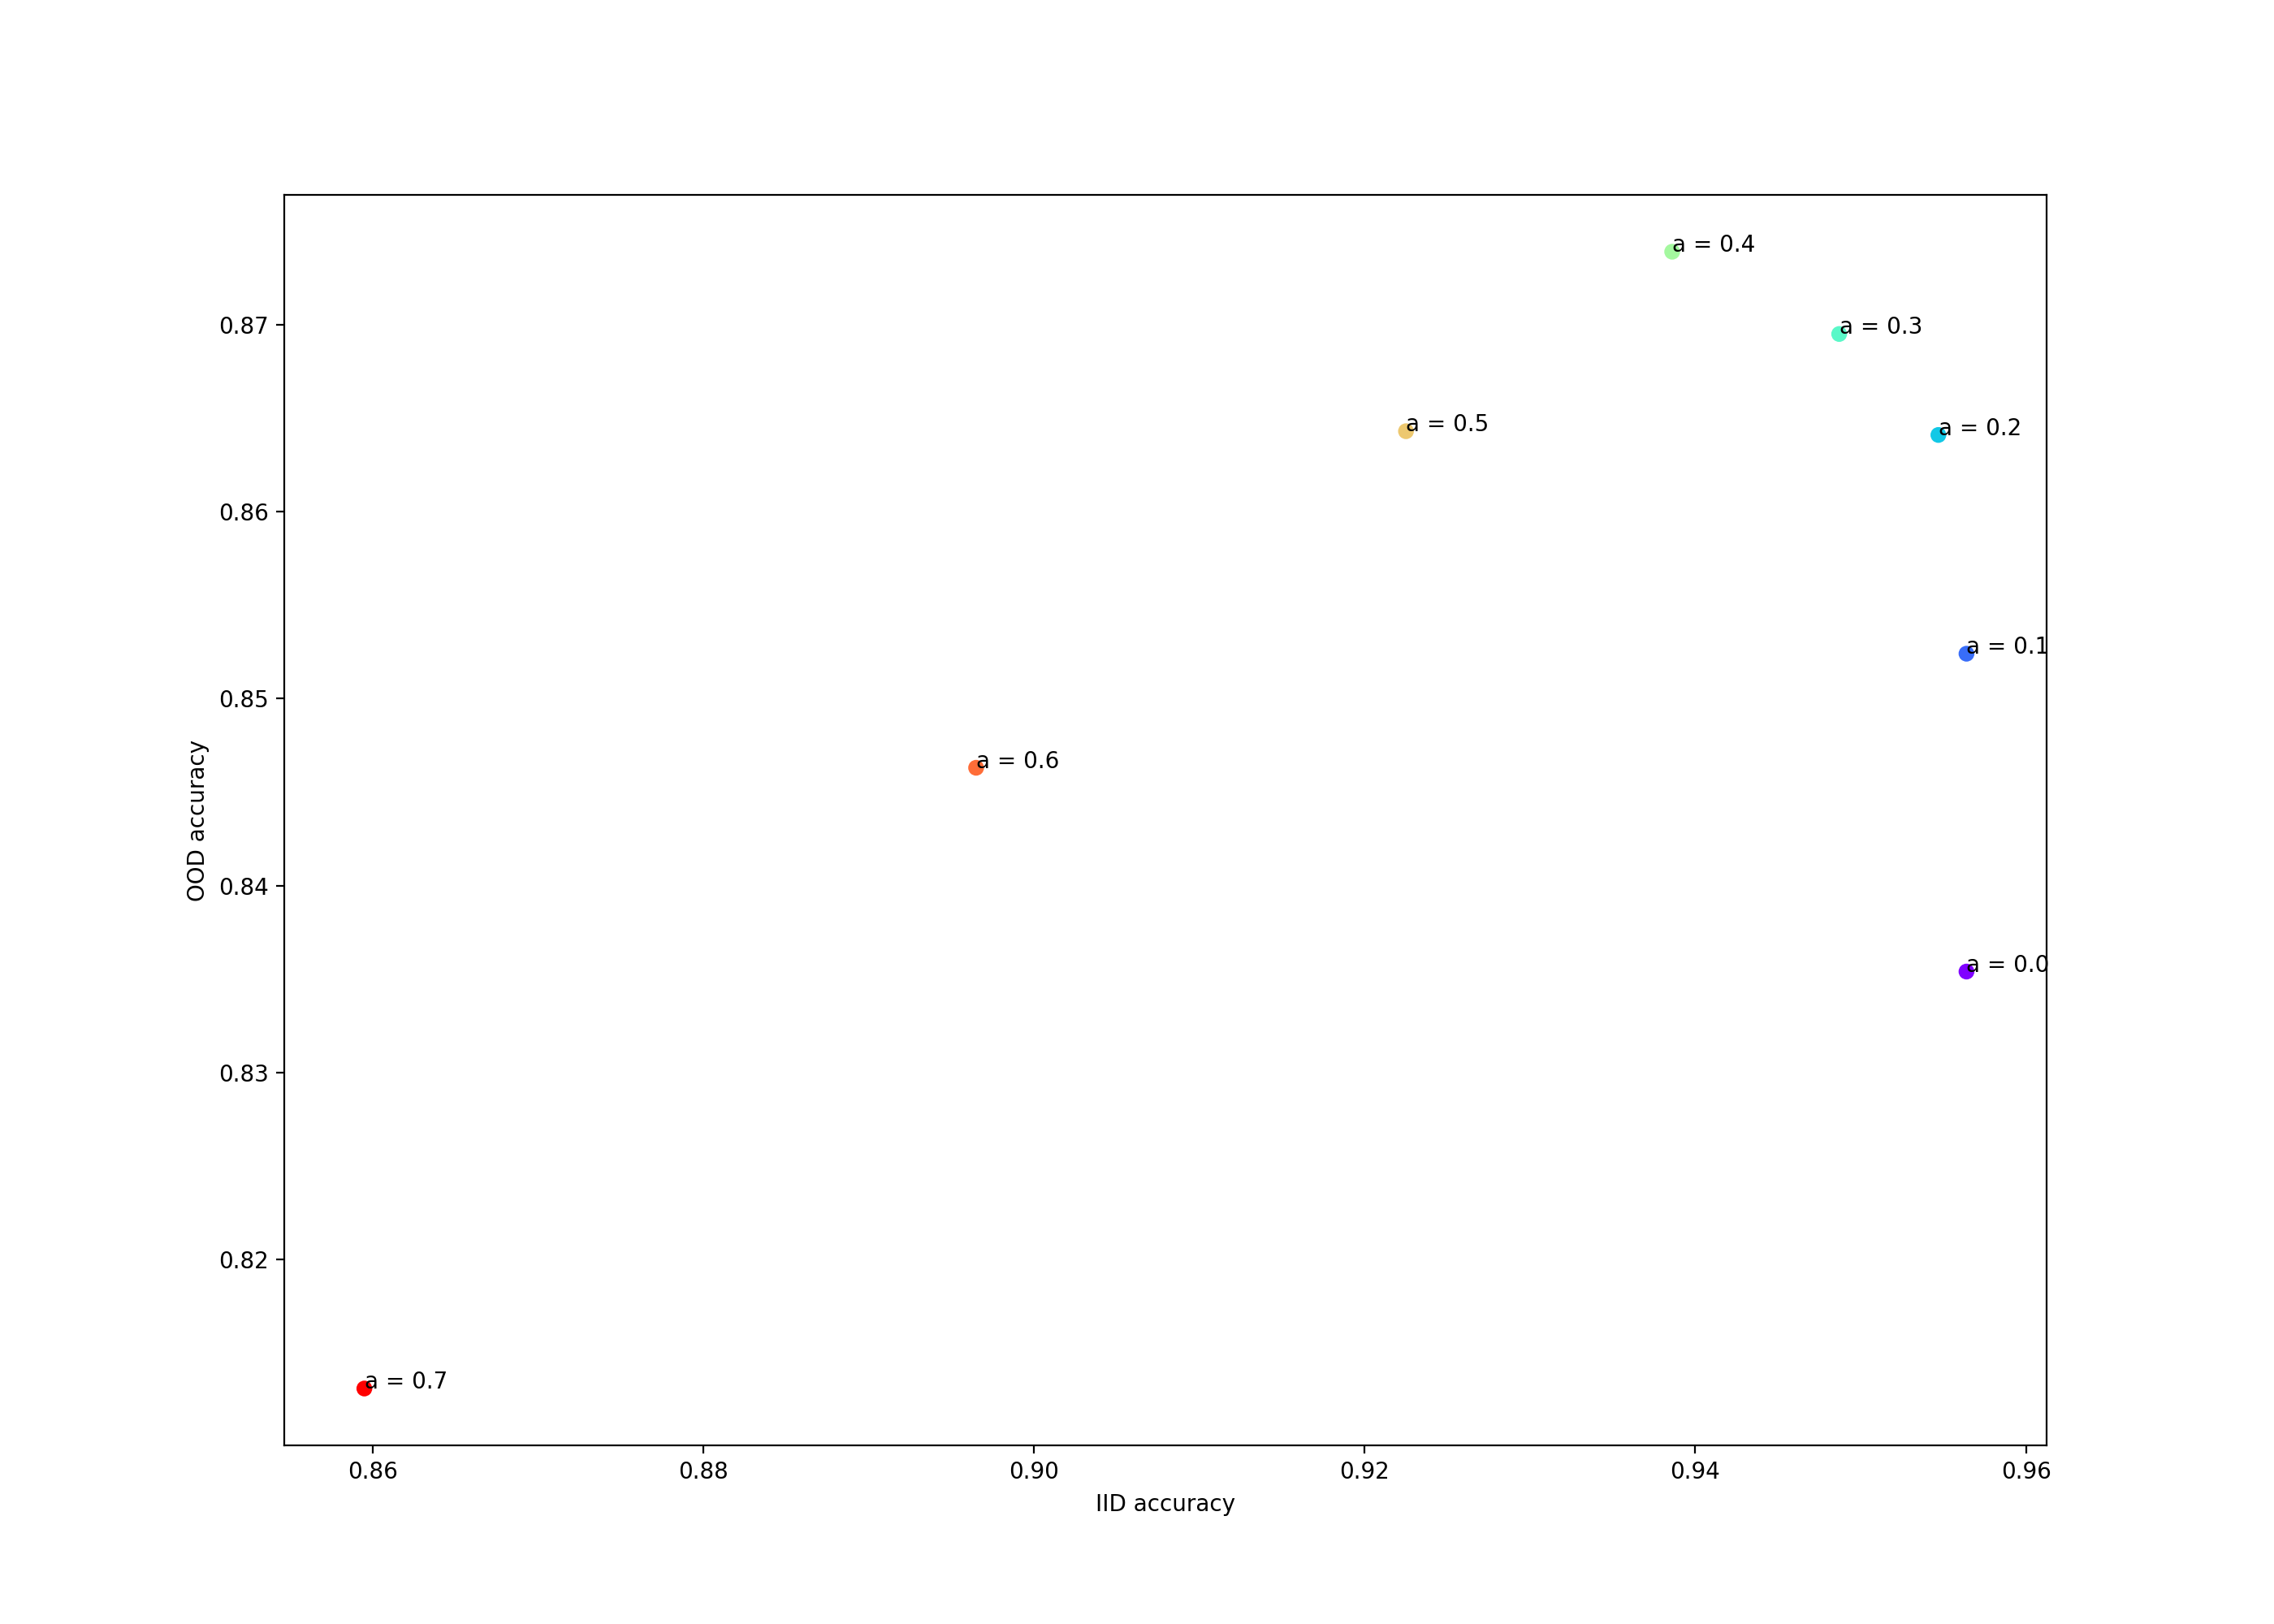 a = 0.4
a = 0.3
a = 0.5
a = 0.2
a = 0.1
a = 0.6
a = 0.0
a = 0.7
0.87
0.86
0.85
0.84
0.83
0.82
OOD accuracy
0.86 0.88 0.90 0.92 0.94 0.96
IID accuracy